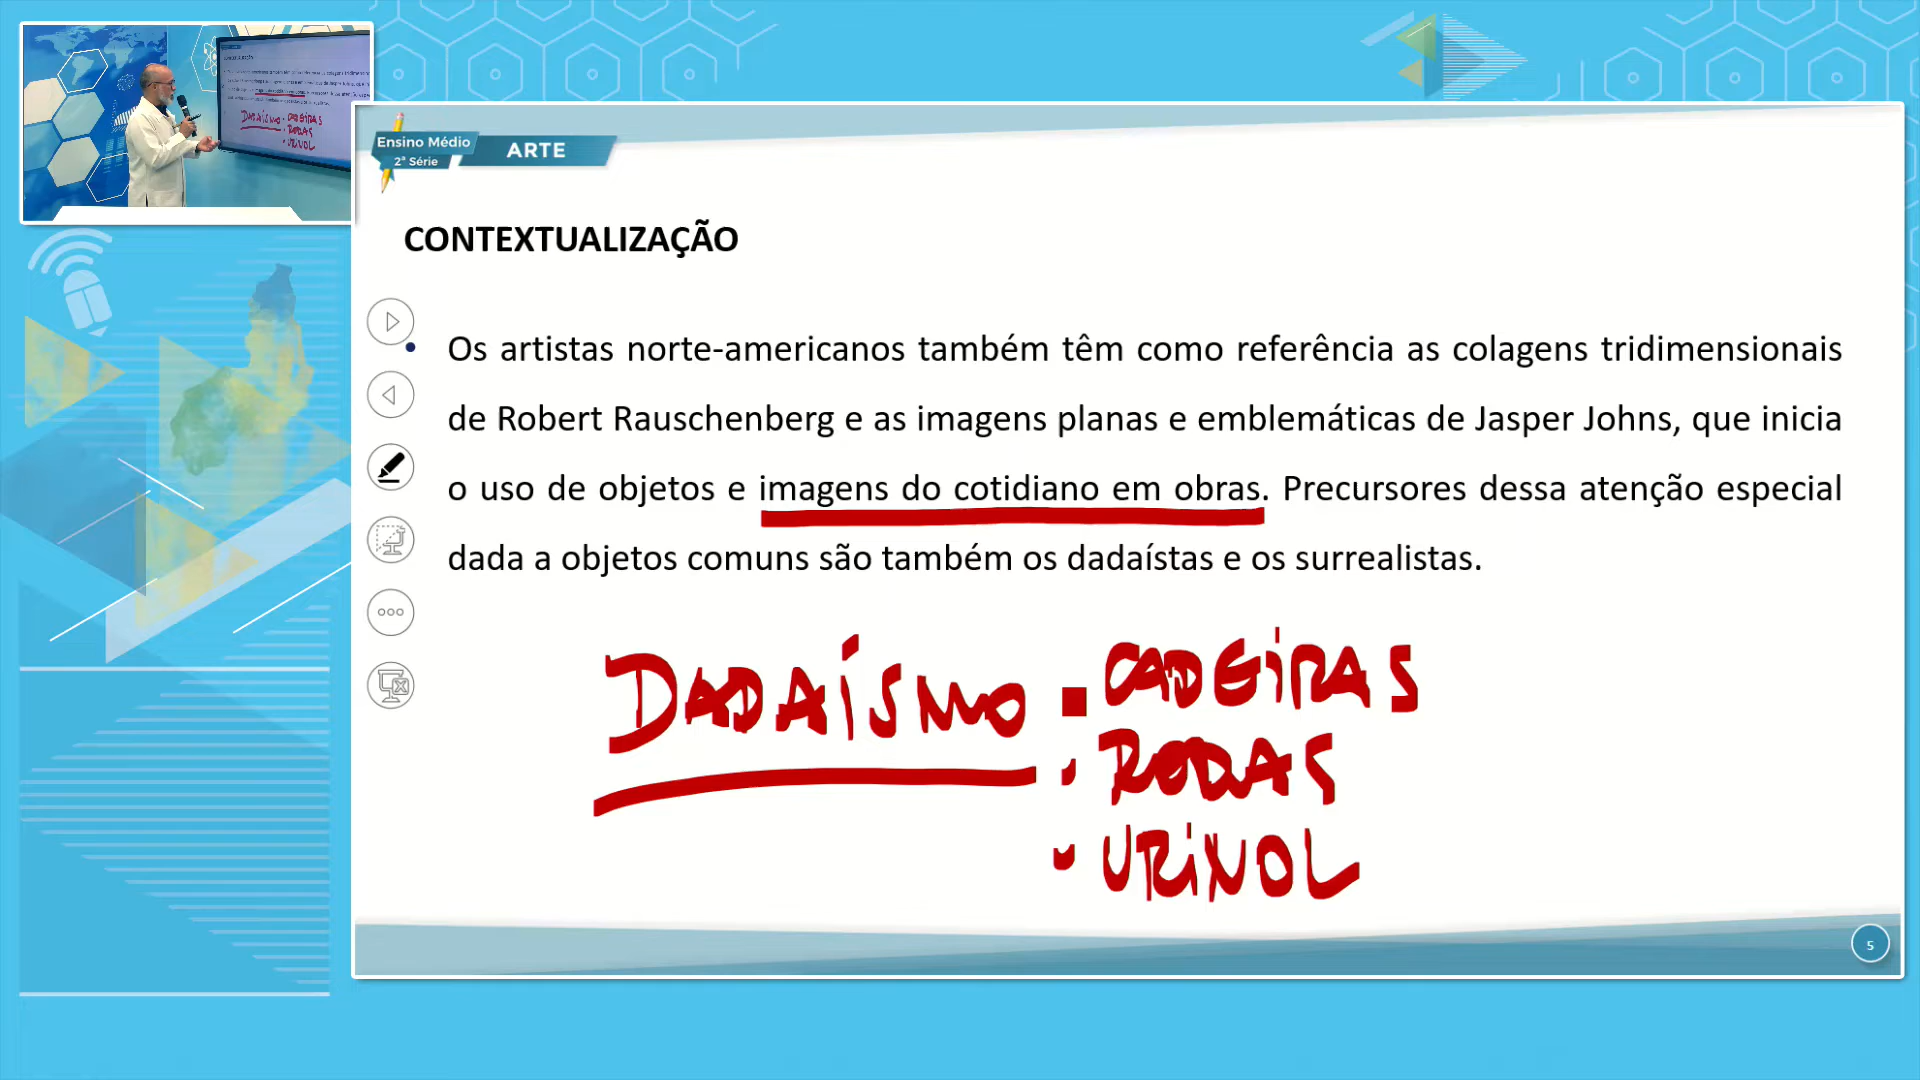 Ensino Médio
2ª Série
ARTE
CONTEXTUALIZAÇÃO
• Os artistas norte-americanos também têm como referência as colagens tridimensionais
de Robert Rauschenberg e as imagens planas e emblemáticas de Jasper Johns, que inicia
o uso de objetos e imagens do cotidiano em obras. Precursores dessa atenção especial
dada a objetos comuns são também os dadaístas e os surrealistas.
DADAÍSMO
• CADEIRAS
• RODAS
• URINOL
5